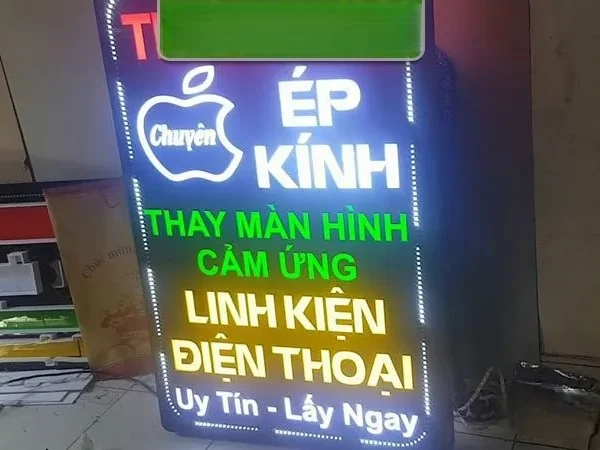 Chuyên
ÉP
KÍNH
THAY MÀN HÌNH
CẢM ỨNG
LINH KIỆN
ĐIỆN THOẠI
Uy Tín - Lấy Ngay